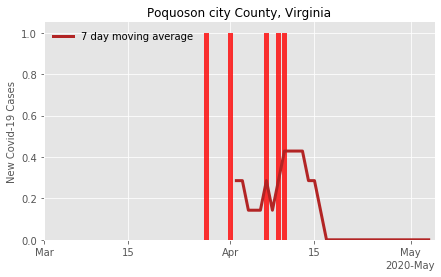 Poquoson city County, Virginia
7 day moving average
New Covid-19 Cases
1.0
0.8
0.6
0.4
0.2
0.0
Mar
15
Apr
15
May
2020-May